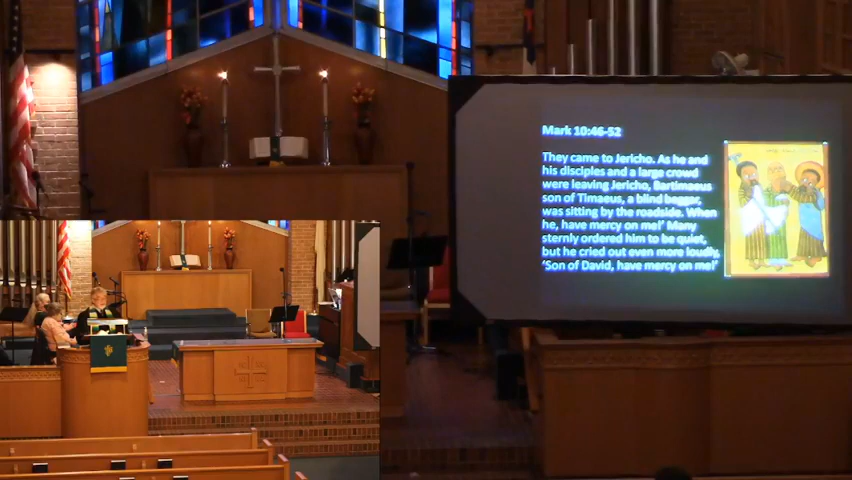 Mark 10:46-52
They came to Jericho. As he and
his disciples and a large crowd
were leaving Jericho, Bartimaeus
son of Timaeus, a blind beggar,
was sitting by the roadside. When
he, have mercy on me!' Many
sternly ordered him to be quiet,
but he cried out even more loudly,
'Son of David, have mercy on me!'